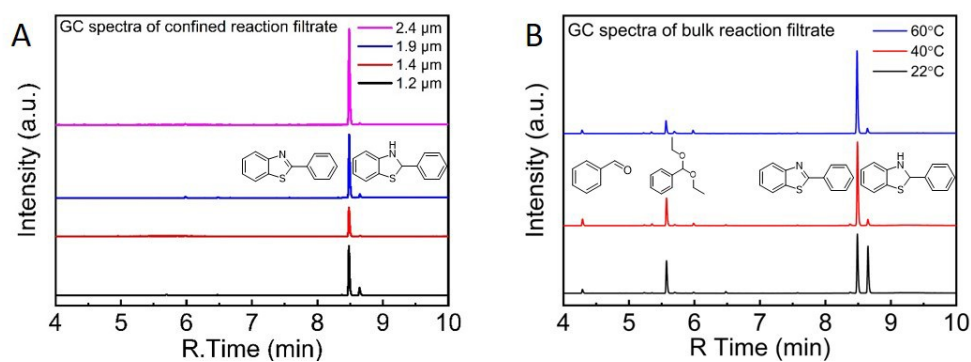 A
GC spectra of confined reaction filtrate
2.4 µm
1.9 µm
1.4 µm
1.2 µm
N
S
H
N
S
Intensity (a.u.)
4 5 6 7 8 9 10
R.Time (min)
B
GC spectra of bulk reaction filtrate
60°C
40°C
22°C
O
O
O
N
S
H
N
S
Intensity (a.u.)
4 5 6 7 8 9 10
R Time (min)